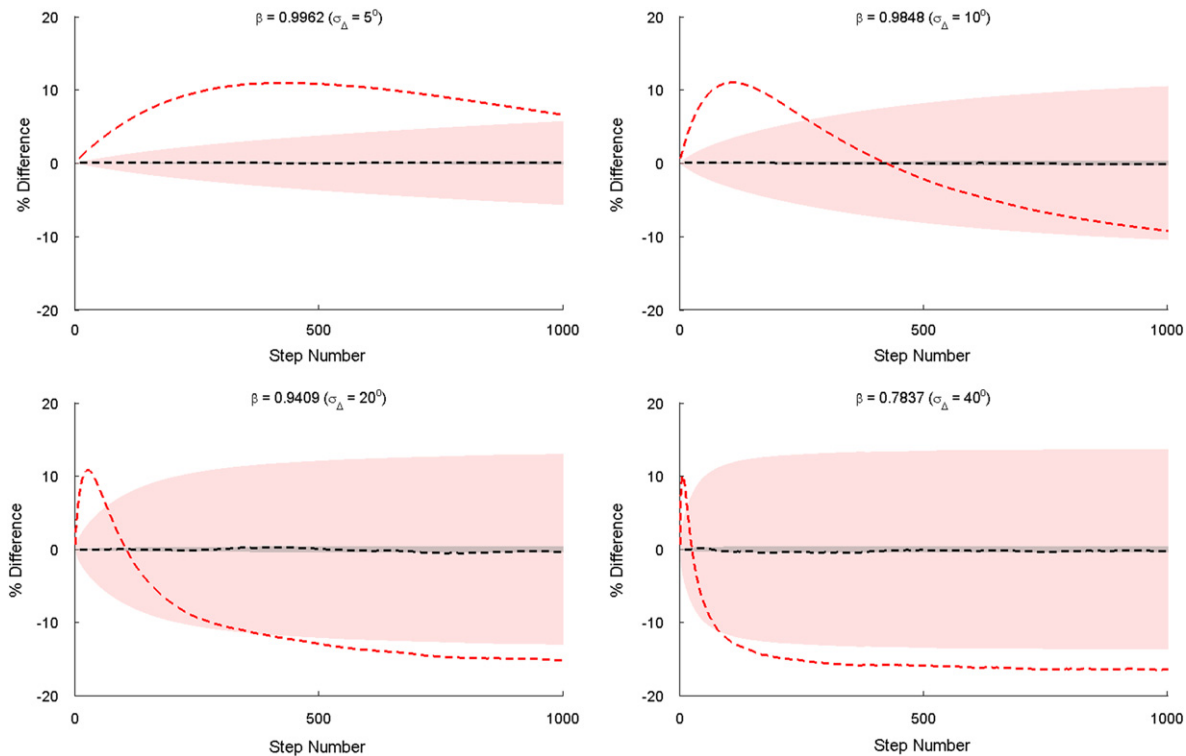 β = 0.9962 (σΔ = 5⁰)
20
10
0
-10
-20
% Difference
0 500 1000
Step Number
β = 0.9848 (σΔ = 10⁰)
20
10
0
-10
-20
% Difference
0 500 1000
Step Number
β = 0.9409 (σΔ = 20⁰)
20
10
0
-10
-20
% Difference
0 500 1000
Step Number
β = 0.7837 (σΔ = 40⁰)
20
10
0
-10
-20
% Difference
0 500 1000
Step Number